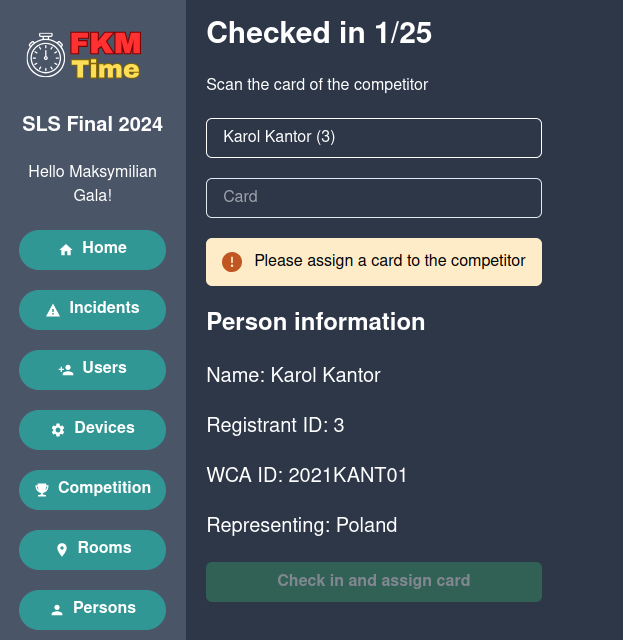 FKM
Time
SLS Final 2024
Hello Maksymilian
Gala!
Home
Incidents
Users
Devices
Competition
Rooms
Persons
Checked in 1/25
Scan the card of the competitor
Karol Kantor (3)
Card
Please assign a card to the competitor
Person information
Name: Karol Kantor
Registrant ID: 3
WCA ID: 2021KANT01
Representing: Poland
Check in and assign card